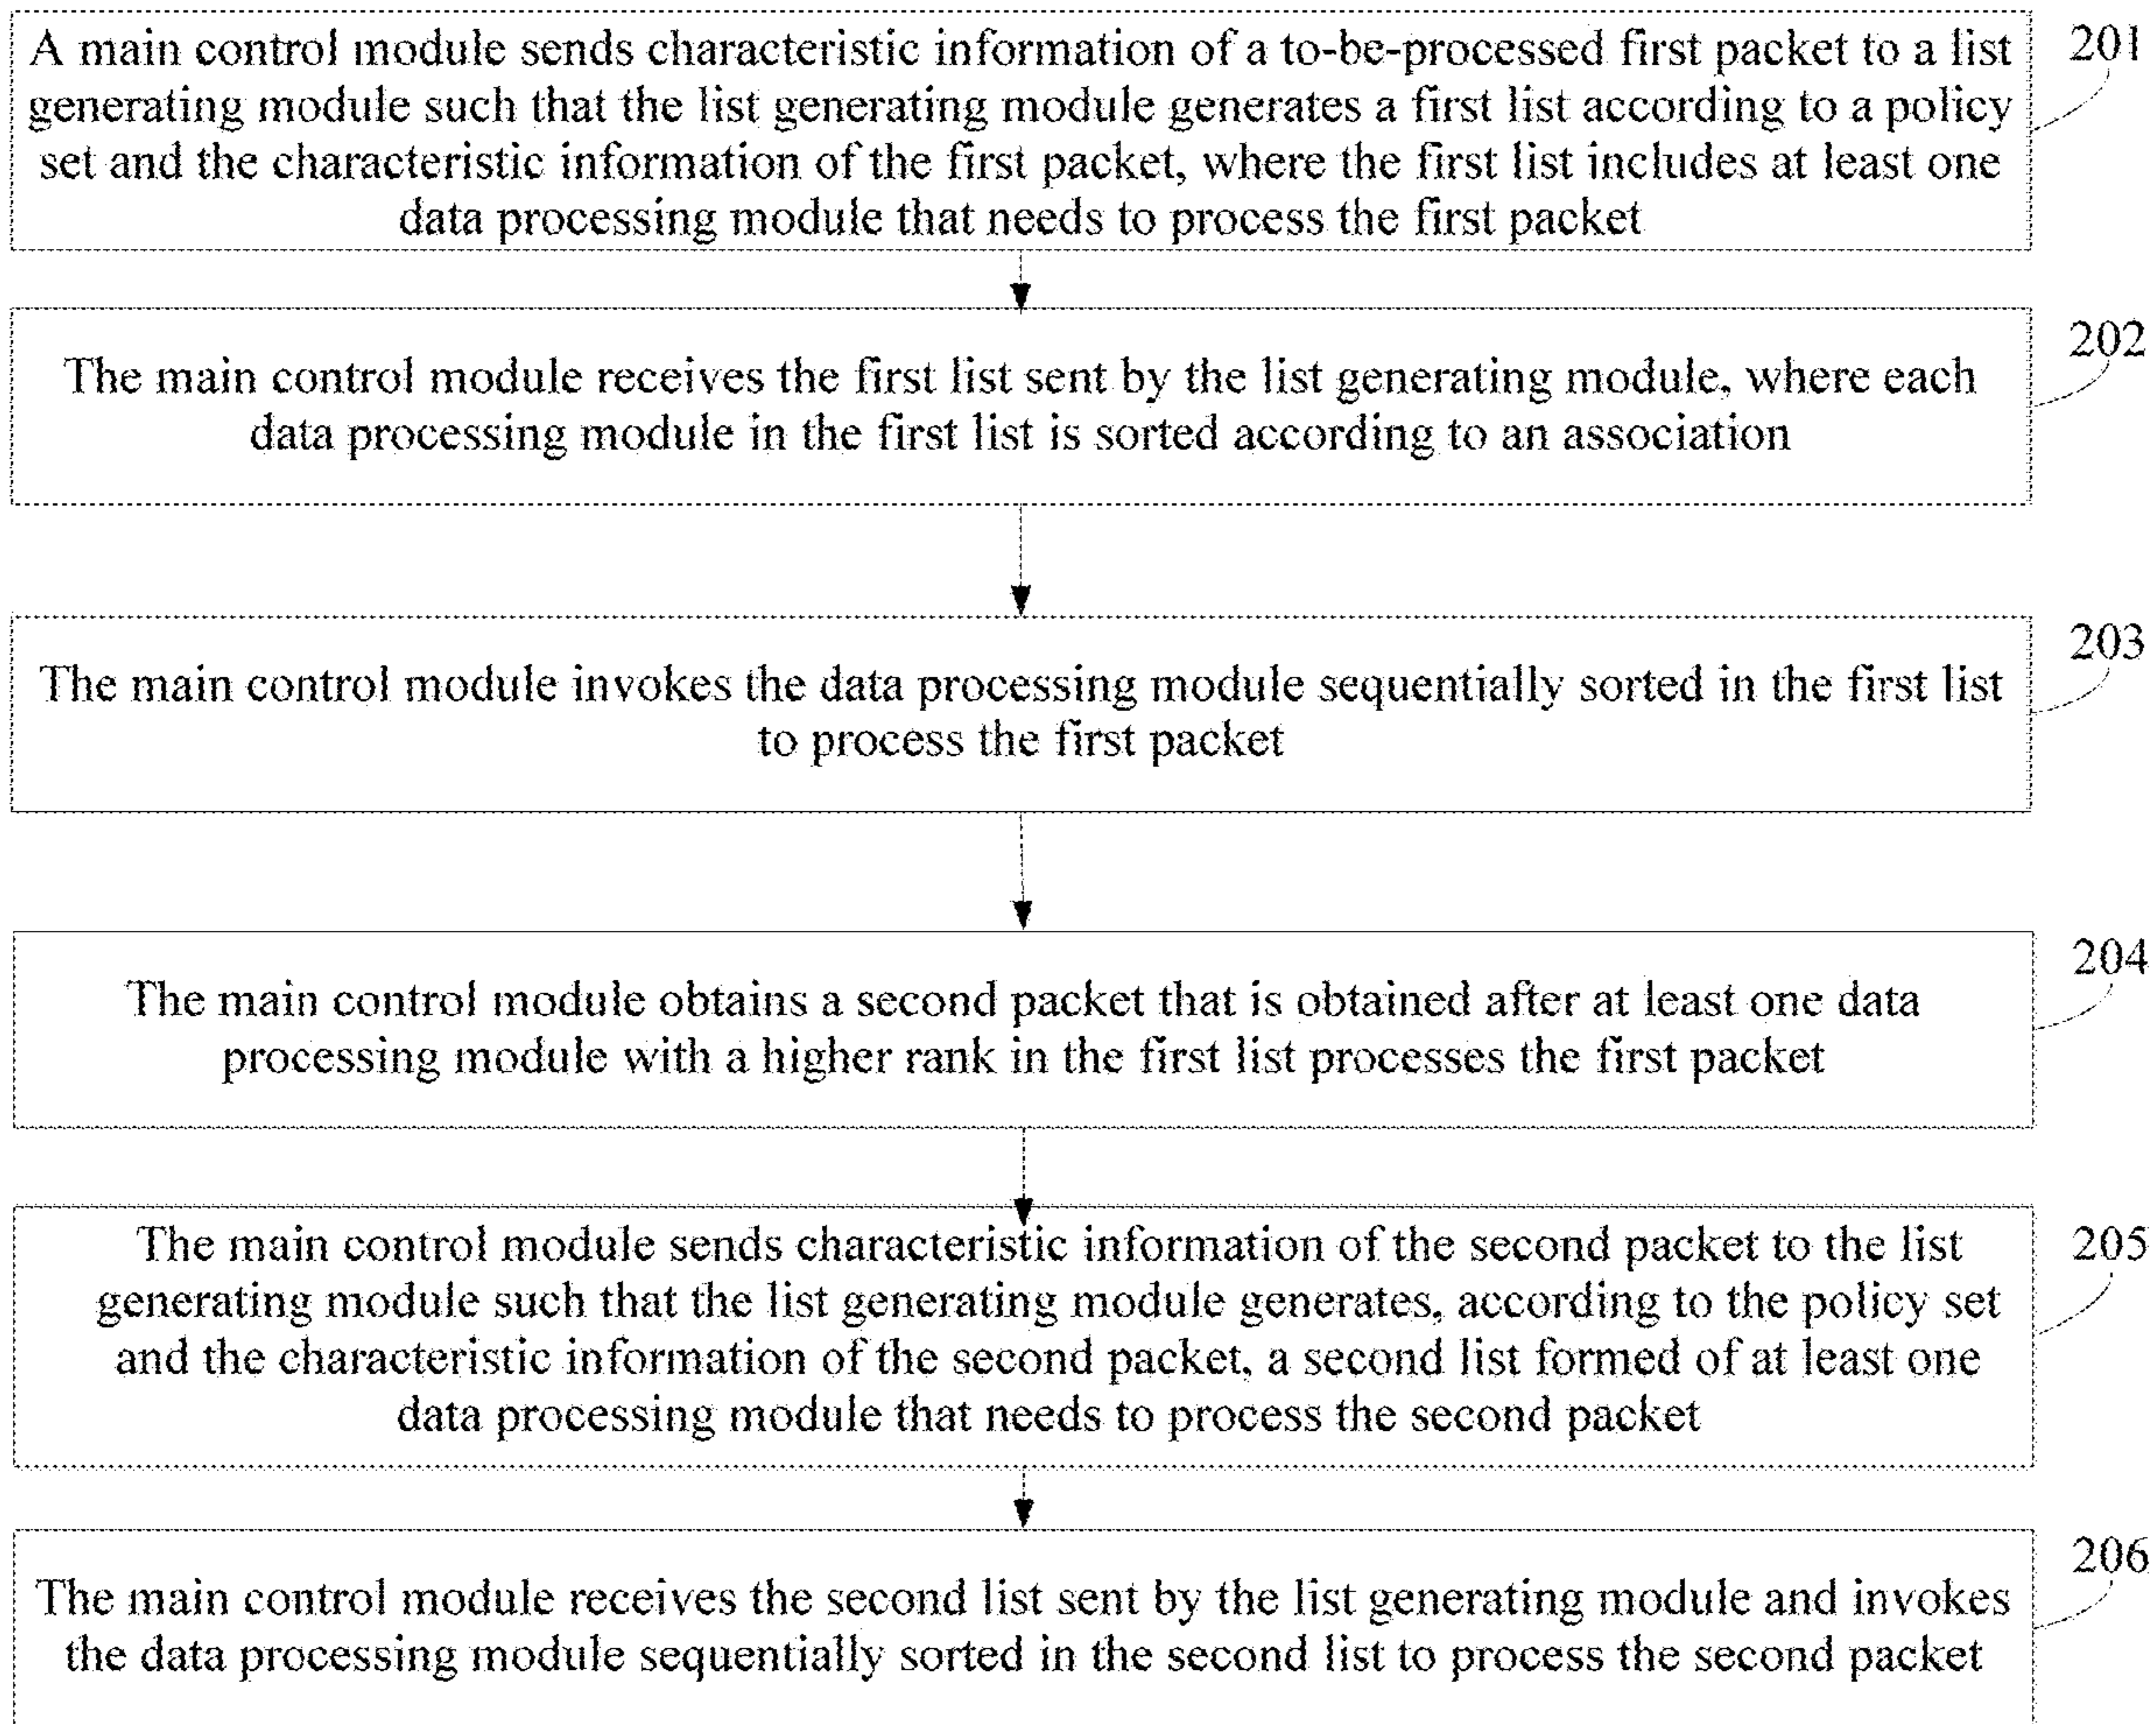 A main control module sends characteristic information of a to-be-processed first packet to a list
generating module such that the list generating module generates a first list according to a policy
set and the characteristic information of the first packet, where the first list includes at least one
data processing module that needs to process the first packet
201
The main control module receives the first list sent by the list generating module, where each
data processing module in the first list is sorted according to an association
202
The main control module invokes the data processing module sequentially sorted in the first list
to process the first packet
203
The main control module obtains a second packet that is obtained after at least one data
processing module with a higher rank in the first list processes the first packet
204
The main control module sends characteristic information of the second packet to the list
generating module such that the list generating module generates, according to the policy set
and the characteristic information of the second packet, a second list formed of at least one
data processing module that needs to process the second packet
205
The main control module receives the second list sent by the list generating module and invokes
the data processing module sequentially sorted in the second list to process the second packet
206